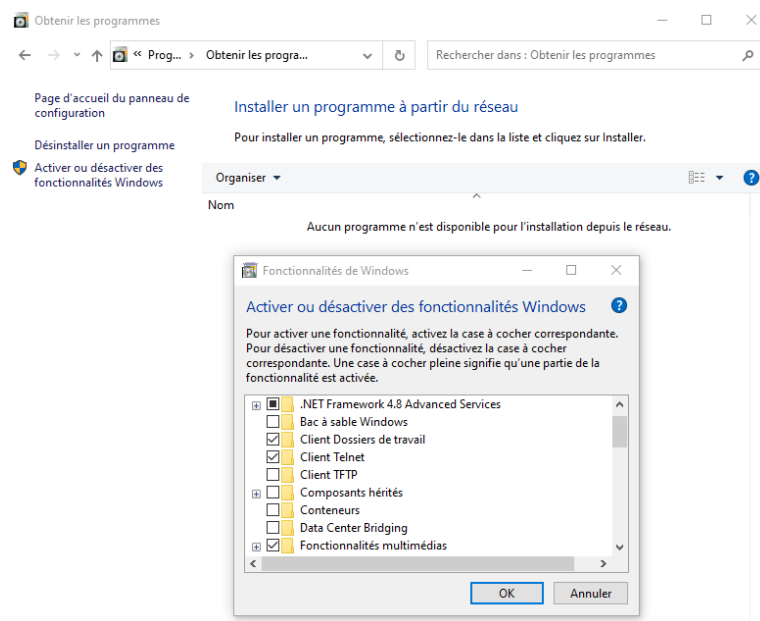 Obtenir les programmes
« Prog... › Obtenir les progra...
Rechercher dans : Obtenir les programmes
Page d'accueil du panneau de
configuration
Désinstaller un programme
Activer ou désactiver des
fonctionnalités Windows
Installer un programme à partir du réseau
Pour installer un programme, sélectionnez-le dans la liste et cliquez sur Installer.
Organiser
Nom
Aucun programme n'est disponible pour l'installation depuis le réseau.
Fonctionnalités de Windows
Activer ou désactiver des fonctionnalités Windows
Pour activer une fonctionnalité, activez la case à cocher correspondante.
Pour désactiver une fonctionnalité, désactivez la case à cocher
correspondante. Une case à cocher pleine signifie qu'une partie de la
fonctionnalité est activée.
.NET Framework 4.8 Advanced Services
Bac à sable Windows
Client Dossiers de travail
Client Telnet
Client TFTP
Composants hérités
Conteneurs
Data Center Bridging
Fonctionnalités multimédias
OK
Annuler